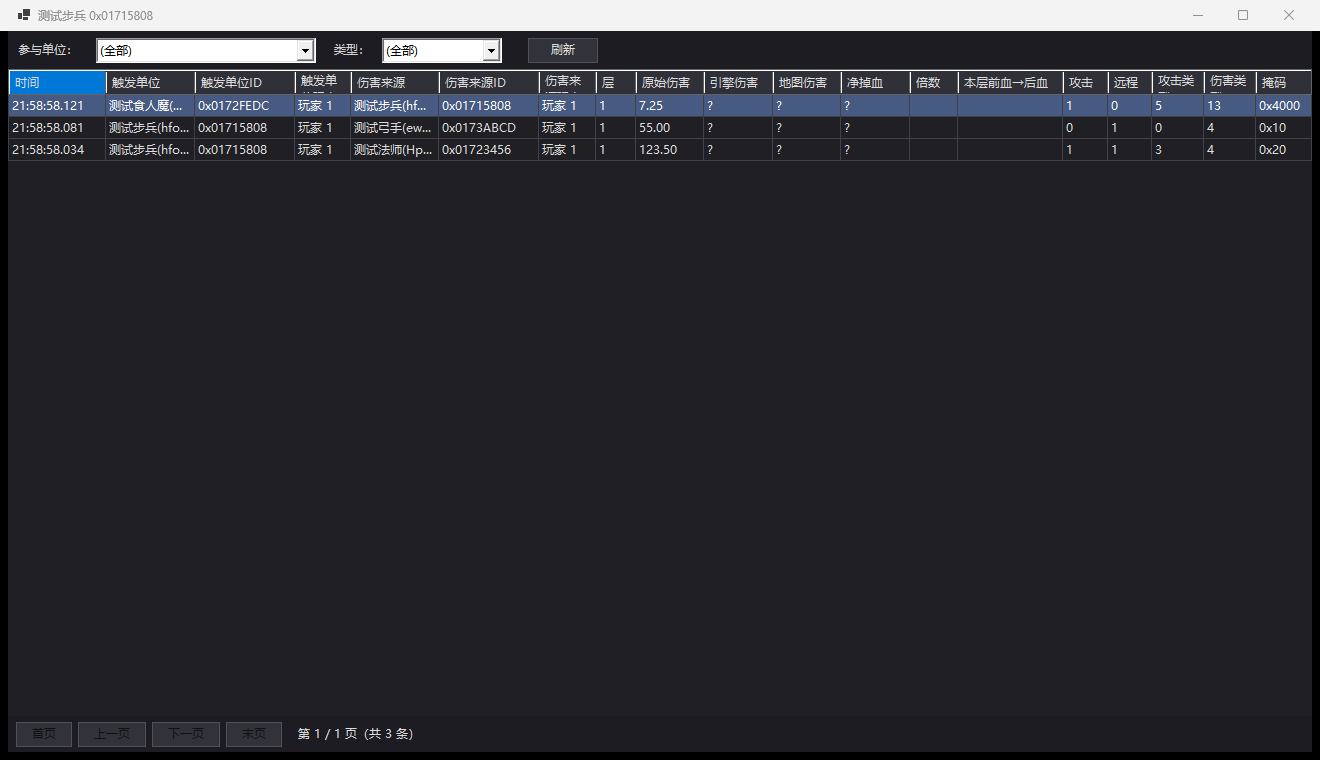 测试步兵 0x01715808
参与单位: (全部) 类型: (全部) 刷新
时间 触发单位 触发单位ID 触发单 伤害来源 伤害来源ID 伤害来 层 原始伤害 引擎伤害 地图伤害 净掉血 倍数 本层前血→后血 攻击 远程 攻击类 伤害类 掩码
21:58:58.121 测试食人魔(... 0x0172FEDC 玩家 1 测试步兵(hf... 0x01715808 玩家 1 1 7.25 ? ? ? 1 0 5 13 0x4000
21:58:58.081 测试步兵(hfo... 0x01715808 玩家 1 测试弓手(ew... 0x0173ABCD 玩家 1 1 55.00 ? ? ? 0 1 0 4 0x10
21:58:58.034 测试步兵(hfo... 0x01715808 玩家 1 测试法师(Hp... 0x01723456 玩家 1 1 123.50 ? ? ? 1 1 3 4 0x20
首页 上一页 下一页 末页 第 1 / 1 页 (共 3 条)